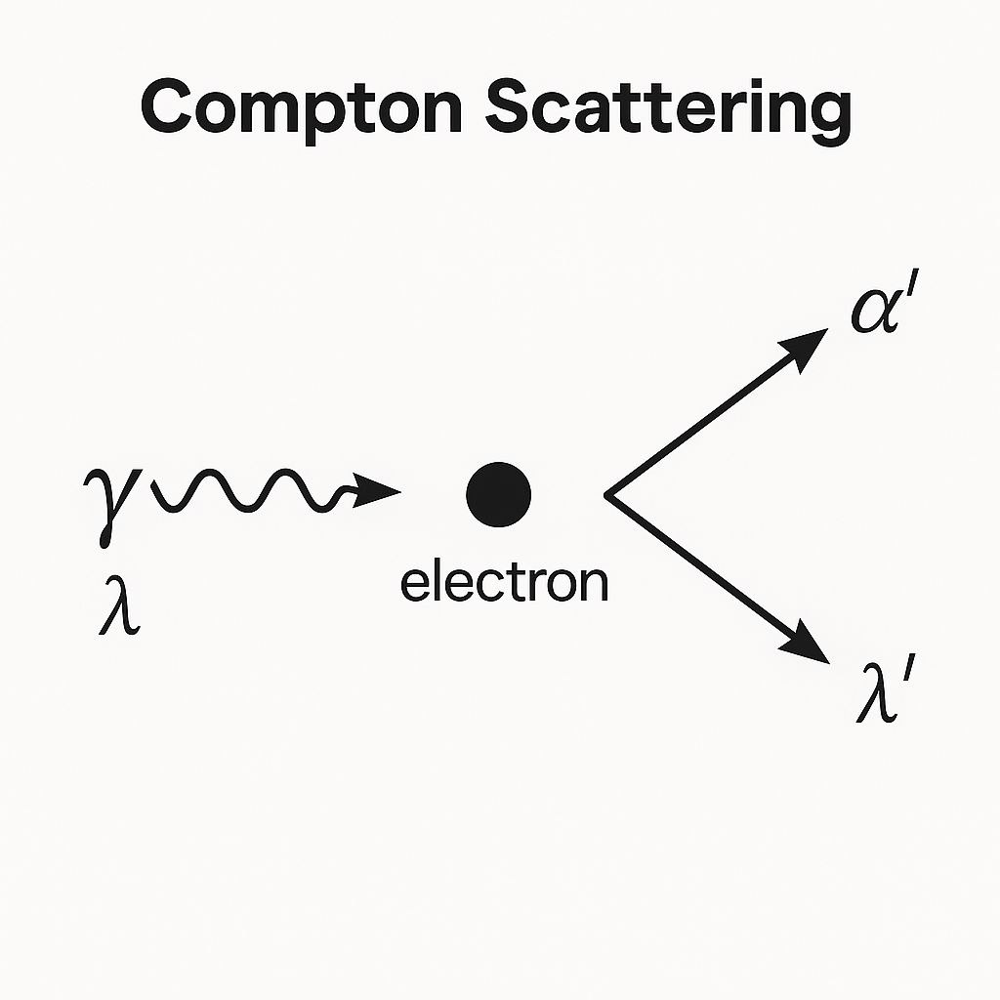 Compton Scattering
α′
γ
electron
λ
λ′